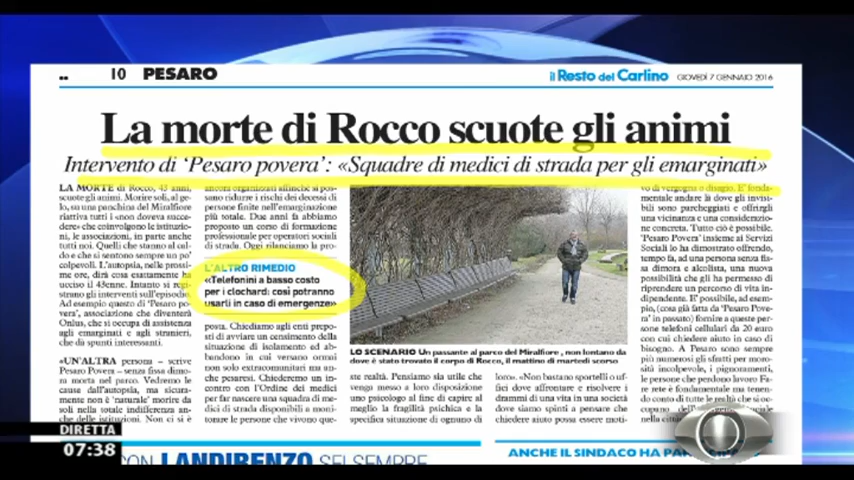 10 PESARO
il Resto del Carlino GIOVEDÌ 7 GENNAIO 2016
La morte di Rocco scuote gli animi
Intervento di ‘Pesaro povera’: «Squadre di medici di strada per gli emarginati»
LA MORTE di Rocco, 43 anni,
scuote gli animi. Morire soli, al ge-
lo, su una panchina del Miralfiore
riattiva tutti i «non doveva succe-
dere» che coinvolgono le istituzio-
ni, le associazioni, in parte anche
tutti noi. Quelli che stanno al cal-
do e che si sentono sempre un po’
colpevoli. L’autopsia, nelle prossi-
me ore, dirà cosa esattamente ha
ucciso il 43enne. Intanto si regi-
strano gli interventi sull’episodio.
Ad esempio questo di ‘Pesaro po-
vera’, associazione che diventerà
Onlus, che si occupa di assistenza
agli emarginati e agli stranieri,
che dà spunti interessanti.
«UN’ALTRA persona – scrive
Pesaro Povera – senza fissa dimo-
ra morta nel parco. Vedremo le
cause dall’autopsia, ma sicura-
mente non è ‘naturale’ morire da
soli nella totale indifferenza an-
che delle istituzioni. Non ci si è
ancora organizzati affinché si pos-
sano ridurre i rischi dei decessi di
persone finite nell’emarginazione
più totale. Due anni fa abbiamo
proposto un corso di formazione
professionale per operatori sociali
di strada. Oggi rilanciamo la pro-
L’ALTRO RIMEDIO
«Telefonini a basso costo
per i clochard: così potranno
usarli in caso di emergenze»
posta. Chiediamo agli enti prepo-
sti di avviare un censimento della
situazione di isolamento ed ab-
bandono in cui versano ormai
non solo extracomunitari ma an-
che pesaresi. Chiederemo un in-
contro con l’Ordine dei medici
per far nascere una squadra di me-
dici di strada disponibili a moni-
torare le persone che vivono que-
LO SCENARIO Un passante al parco del Miralfiore, non lontano da
dove è stato trovato il corpo di Rocco, il mattino di martedì scorso
ste realtà. Pensiamo sia utile che
venga messo a loro disposizione
uno psicologo al fine di capire al
meglio la fragilità psichica e la
specifica situazione di ognuno di
loro». «Non bastano sportelli o uf-
fici dove affrontare e risolvere i
drammi di una vita in una società
dove siamo spinti a pensare che
chiedere aiuto possa essere moti-
vo di vergogna o disagio. E’ fonda-
mentale andare là dove gli invisi-
bili sono parcheggiati e offrirgli
una vicinanza e una considerazio-
ne concreta. Tutto ciò è possibile.
‘Pesaro Povera’ insieme ai Servizi
Sociali lo ha dimostrato offrendo,
tempo fa, ad una persona senza fis-
sa dimora e alcolista, una nuova
possibilità che gli ha permesso di
riprendere un percorso di vita in-
dipendente. E’ possibile, ad esem-
pio, (cosa già fatta da ‘Pesaro Pove-
ra’ in passato) fornire a queste per-
sone telefoni cellulari da 20 euro
con cui chiedere aiuto in caso di
bisogno. A Pesaro sono sempre
più numerosi gli sfratti per moro-
sità incolpevole, i pignoramenti,
le persone che perdono lavoro Fa-
re rete è fondamentale ma tenen-
do conto di tutte le realtà che si oc-
cupano
nella
DIRETTA
07:38
CON LANDIRENZO SEI SEMPRE
ANCHE IL SINDACO HA